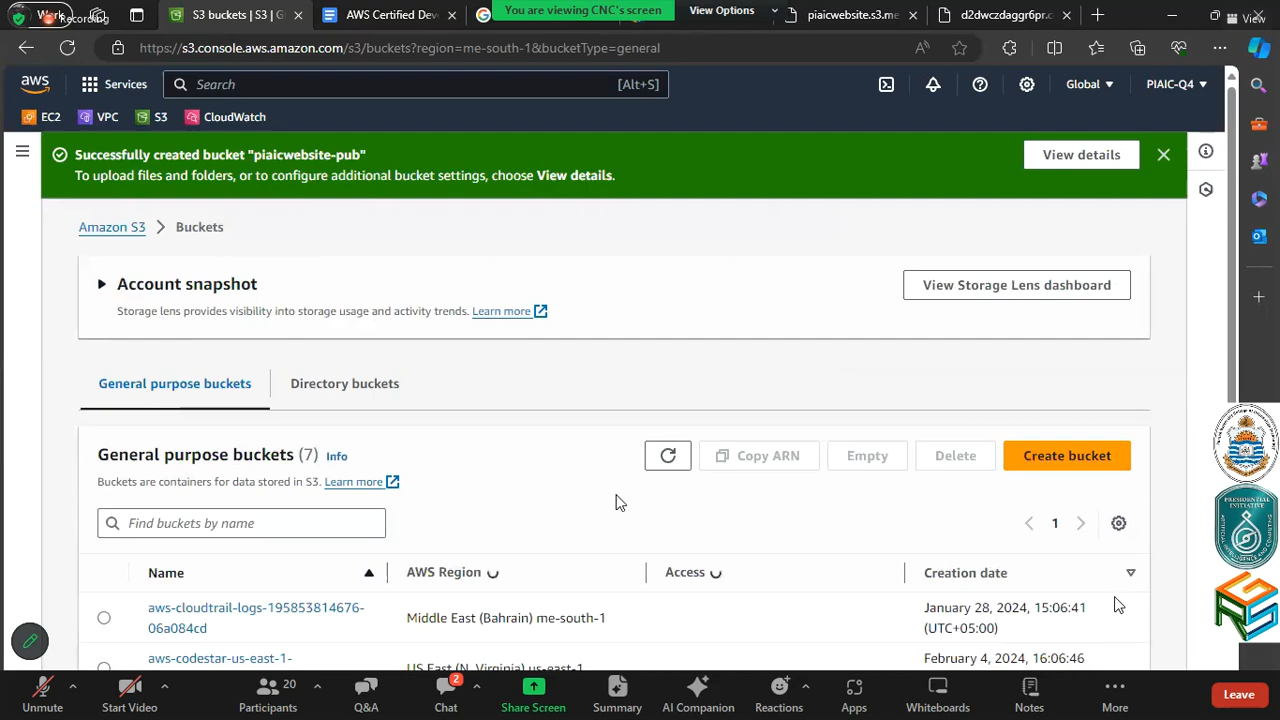 Recording
S3 buckets | S3 | G
AWS Certified Dev
You are viewing CNC's screen
View Options
piaicwebsite.s3.me
d2dwczdaggr6pr.c
View
https://s3.console.aws.amazon.com/s3/buckets?region=me-south-1&bucketType=general
aws
Services
Search
[Alt+S]
Global
PIAIC-Q4
EC2
VPC
S3
CloudWatch
Successfully created bucket "piaicwebsite-pub"
To upload files and folders, or to configure additional bucket settings, choose View details.
View details
Amazon S3
Buckets
Account snapshot
Storage lens provides visibility into storage usage and activity trends. Learn more
View Storage Lens dashboard
General purpose buckets
Directory buckets
General purpose buckets (7) Info
Buckets are containers for data stored in S3. Learn more
Copy ARN
Empty
Delete
Create bucket
Find buckets by name
1
Name
AWS Region
Access
Creation date
aws-cloudtrail-logs-195853814676-
06a084cd
Middle East (Bahrain) me-south-1
January 28, 2024, 15:06:41
(UTC+05:00)
aws-codestar-us-east-1-
US East (N. Virginia) us-east-1
February 4, 2024, 16:06:46
Unmute
Start Video
20
Participants
Q&A
2
Chat
Share Screen
Summary
AI Companion
Reactions
Apps
Whiteboards
Notes
More
Leave